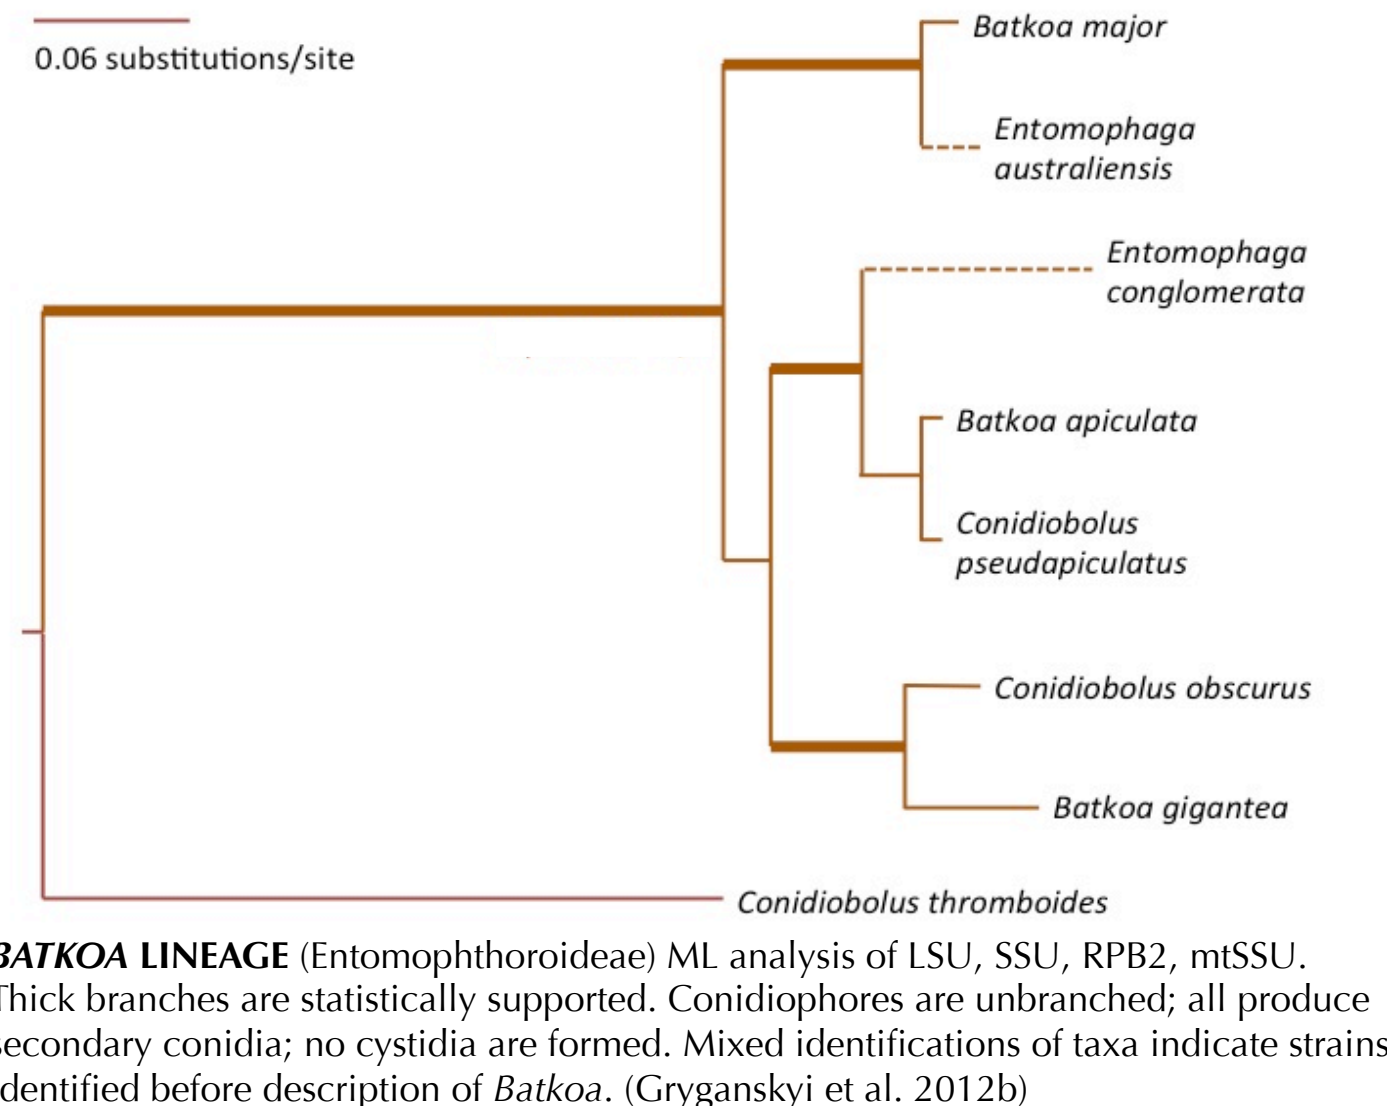 0.06 substitutions/site
Batkoa major
Entomophaga
australiensis
Entomophaga
conglomerata
Batkoa apiculata
Conidiobolus
pseudapiculatus
Conidiobolus obscurus
Batkoa gigantea
Conidiobolus thromboides
BATKOA LINEAGE (Entomophthoroideae) ML analysis of LSU, SSU, RPB2, mtSSU.
Thick branches are statistically supported. Conidiophores are unbranched; all produce
secondary conidia; no cystidia are formed. Mixed identifications of taxa indicate strains
identified before description of Batkoa. (Gryganskyi et al. 2012b)